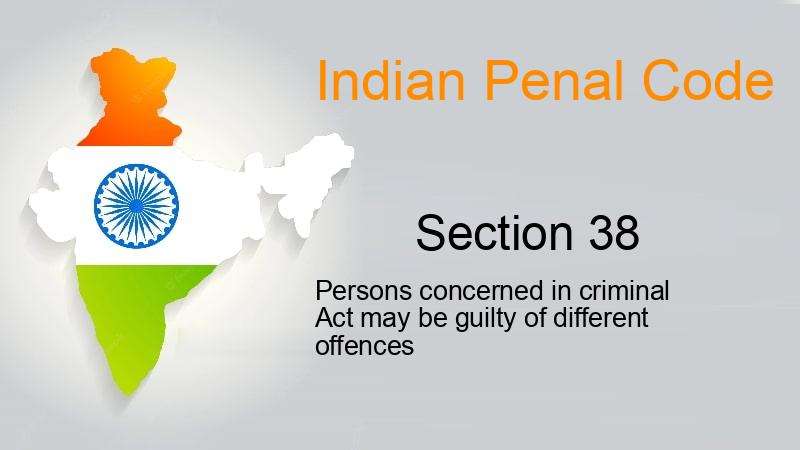 Indian Penal Code
Section 38
Persons concerned in criminal
Act may be guilty of different
offences